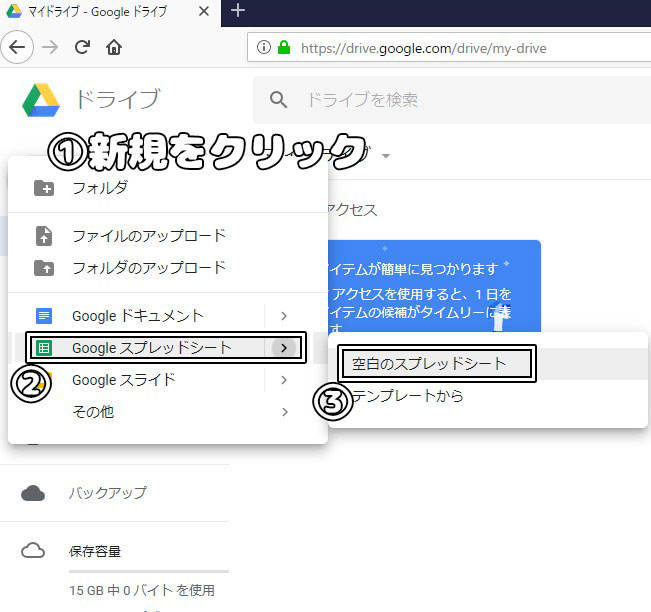 マイドライブ - Google ドライブ
https://drive.google.com/drive/my-drive
ドライブ
ドライブを検索
①新規をクリック
アクセス
フォルダ
ファイルのアップロード
フォルダのアップロード
イテムが簡単に見つかります
アクセスを使用すると、1 日を
イテムの候補がタイムリーに
す
Google ドキュメント
Google スプレッドシート
②
Google スライド
その他
空白のスプレッドシート
③
テンプレートから
バックアップ
保存容量
15 GB 中 0 バイト を使用